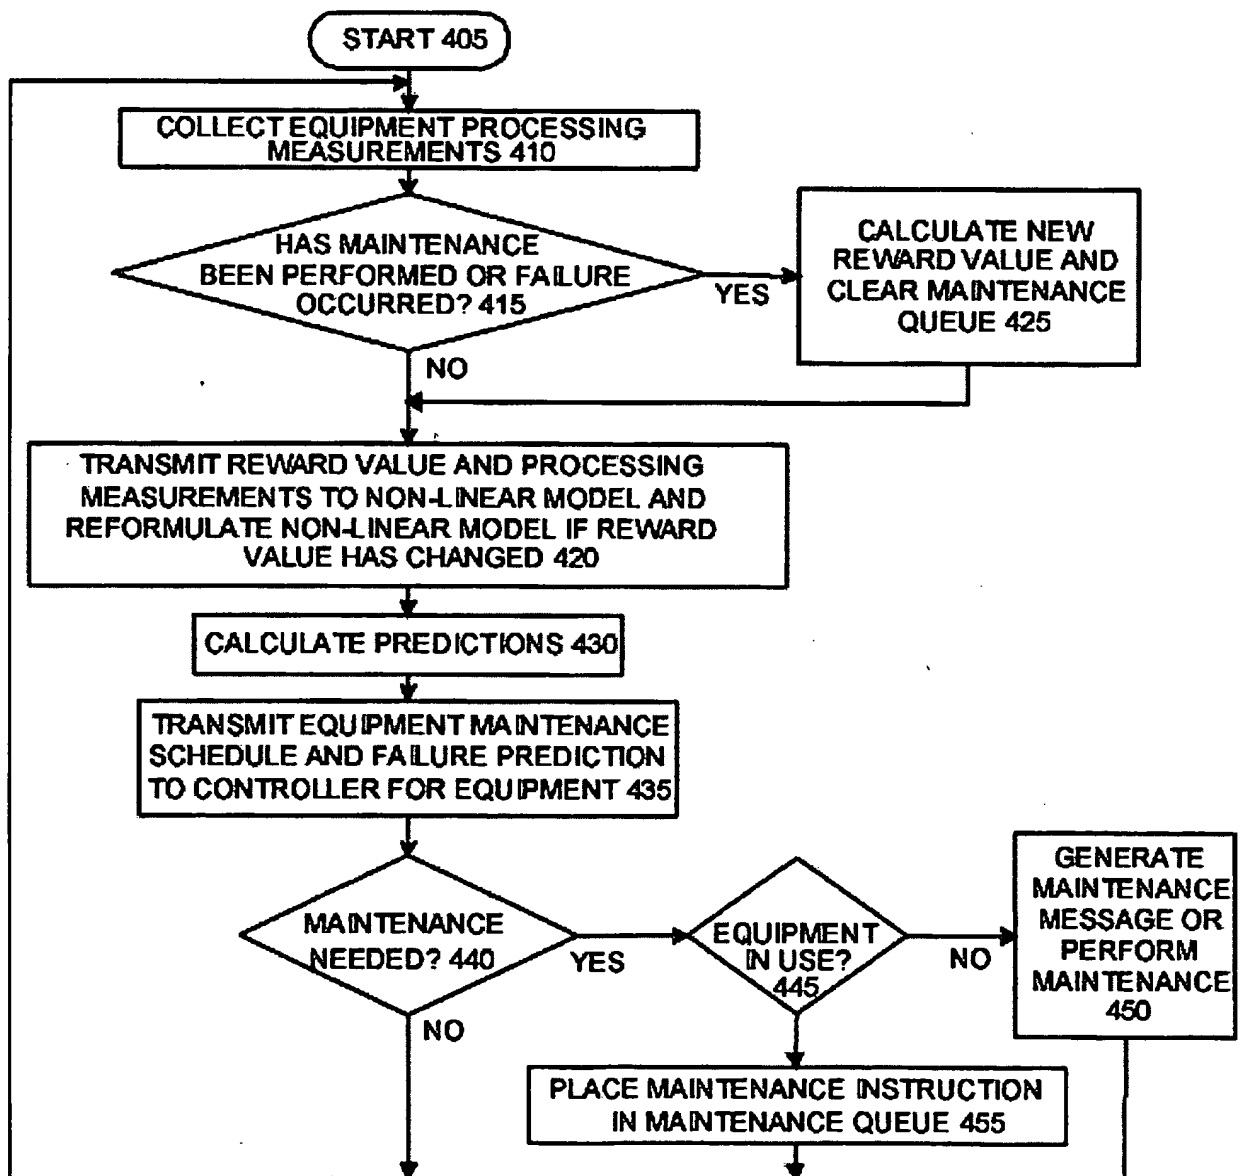 START 405
COLLECT EQUIPMENT PROCESSING
MEASUREMENTS 410
HAS MAINTENANCE
BEEN PERFORMED OR FAILURE
OCCURRED? 415
YES
CALCULATE NEW
REWARD VALUE AND
CLEAR MAINTENANCE
QUEUE 425
NO
TRANSMIT REWARD VALUE AND PROCESSING
MEASUREMENTS TO NON-LINEAR MODEL AND
REFORMULATE NON-LINEAR MODEL IF REWARD
VALUE HAS CHANGED 420
CALCULATE PREDICTIONS 430
TRANSMIT EQUIPMENT MAINTENANCE
SCHEDULE AND FAILURE PREDICTION
TO CONTROLLER FOR EQUIPMENT 435
MAINTENANCE
NEEDED? 440
YES
EQUIPMENT
IN USE?
445
NO
GENERATE
MAINTENANCE
MESSAGE OR
PERFORM
MAINTENANCE
450
NO
PLACE MAINTENANCE INSTRUCTION
IN MAINTENANCE QUEUE 455